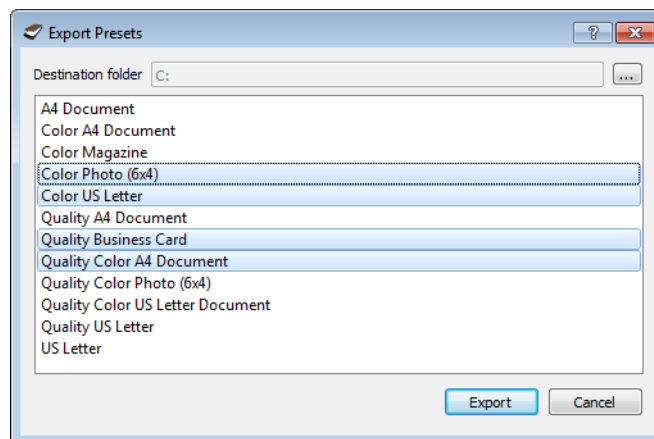 Export Presets
?
Destination folder C:
...
A4 Document
Color A4 Document
Color Magazine
Color Photo (6x4)
Color US Letter
Quality A4 Document
Quality Business Card
Quality Color A4 Document
Quality Color Photo (6x4)
Quality Color US Letter Document
Quality US Letter
US Letter
Export Cancel